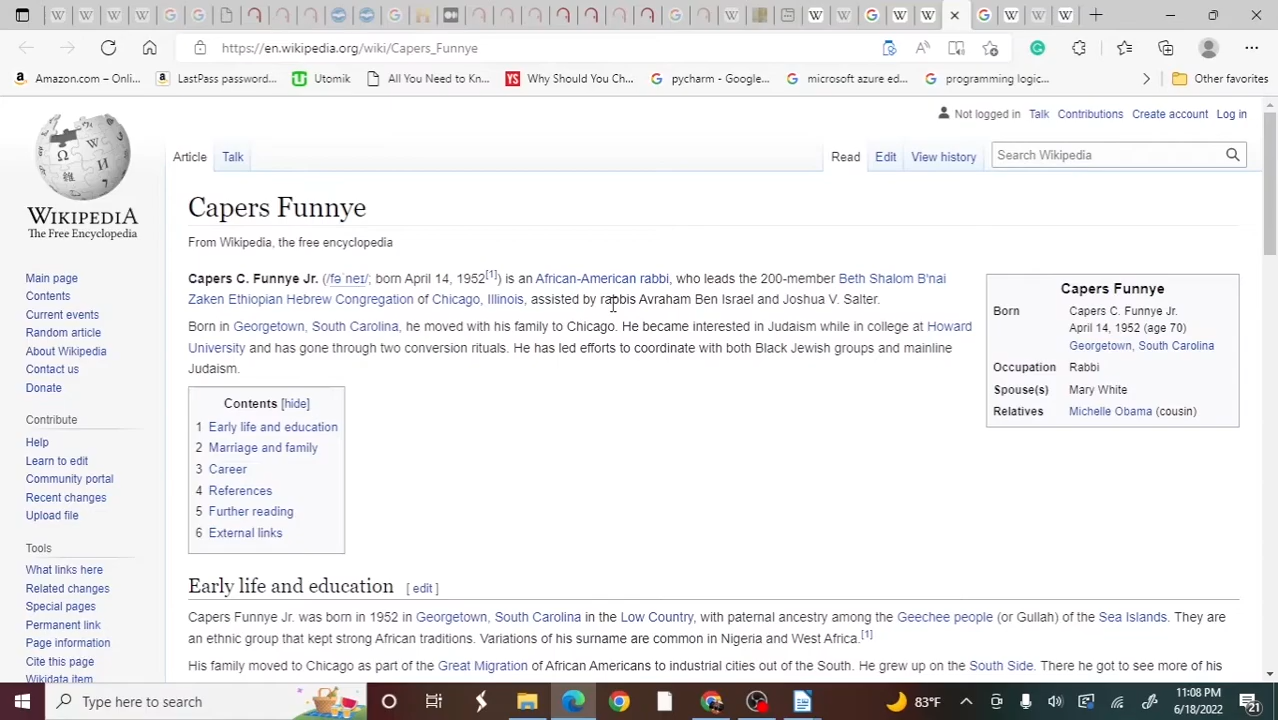 https://en.wikipedia.org/wiki/Capers_Funnye
Amazon.com – Onli...
LastPass password...
Utomik
All You Need to Kn...
Why Should You Ch...
pycharm - Google...
microsoft azure ed...
programming logic...
Other favorites
Not logged in Talk Contributions Create account Log in
Article Talk Read Edit View history Search Wikipedia
WIKIPEDIA
The Free Encyclopedia
Main page
Contents
Current events
Random article
About Wikipedia
Contact us
Donate
Contribute
Help
Learn to edit
Community portal
Recent changes
Upload file
Tools
What links here
Related changes
Special pages
Permanent link
Page information
Cite this page
Wikidata item
Capers Funnye
From Wikipedia, the free encyclopedia
Capers C. Funnye Jr. (/fəˈneɪ/; born April 14, 1952[1]) is an African-American rabbi, who leads the 200-member Beth Shalom B'nai
Zaken Ethiopian Hebrew Congregation of Chicago, Illinois, assisted by rabbis Avraham Ben Israel and Joshua V. Salter.
Born in Georgetown, South Carolina, he moved with his family to Chicago. He became interested in Judaism while in college at Howard
University and has gone through two conversion rituals. He has led efforts to coordinate with both Black Jewish groups and mainline
Judaism.
Capers Funnye
Born Capers C. Funnye Jr.
April 14, 1952 (age 70)
Georgetown, South Carolina
Occupation Rabbi
Spouse(s) Mary White
Relatives Michelle Obama (cousin)
Contents [hide]
1 Early life and education
2 Marriage and family
3 Career
4 References
5 Further reading
6 External links
Early life and education [ edit ]
Capers Funnye Jr. was born in 1952 in Georgetown, South Carolina in the Low Country, with paternal ancestry among the Geechee people (or Gullah) of the Sea Islands. They are
an ethnic group that kept strong African traditions. Variations of his surname are common in Nigeria and West Africa.[1]
His family moved to Chicago as part of the Great Migration of African Americans to industrial cities out of the South. He grew up on the South Side. There he got to see more of his
Type here to search
83°F
11:08 PM
6/18/2022
21